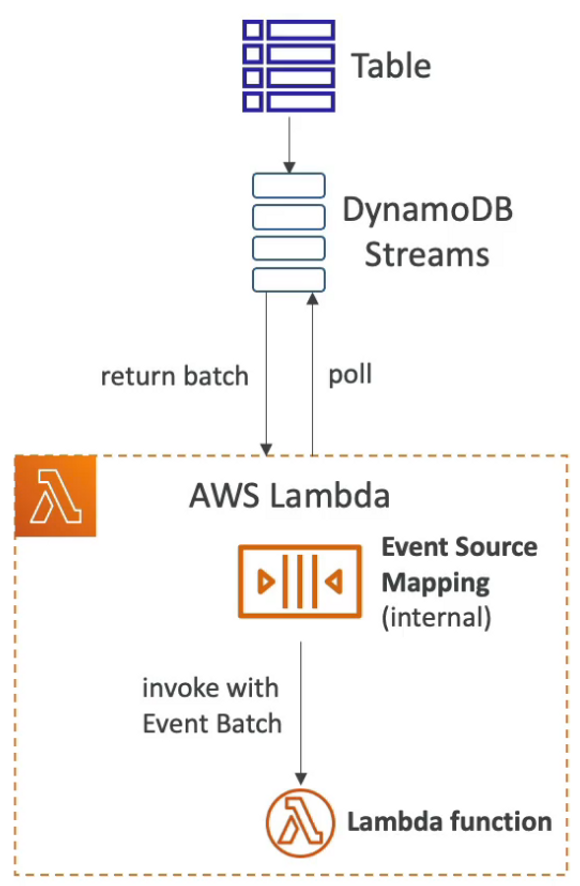 Table
DynamoDB
Streams
return batch
poll
AWS Lambda
Event Source
Mapping
(internal)
invoke with
Event Batch
Lambda function